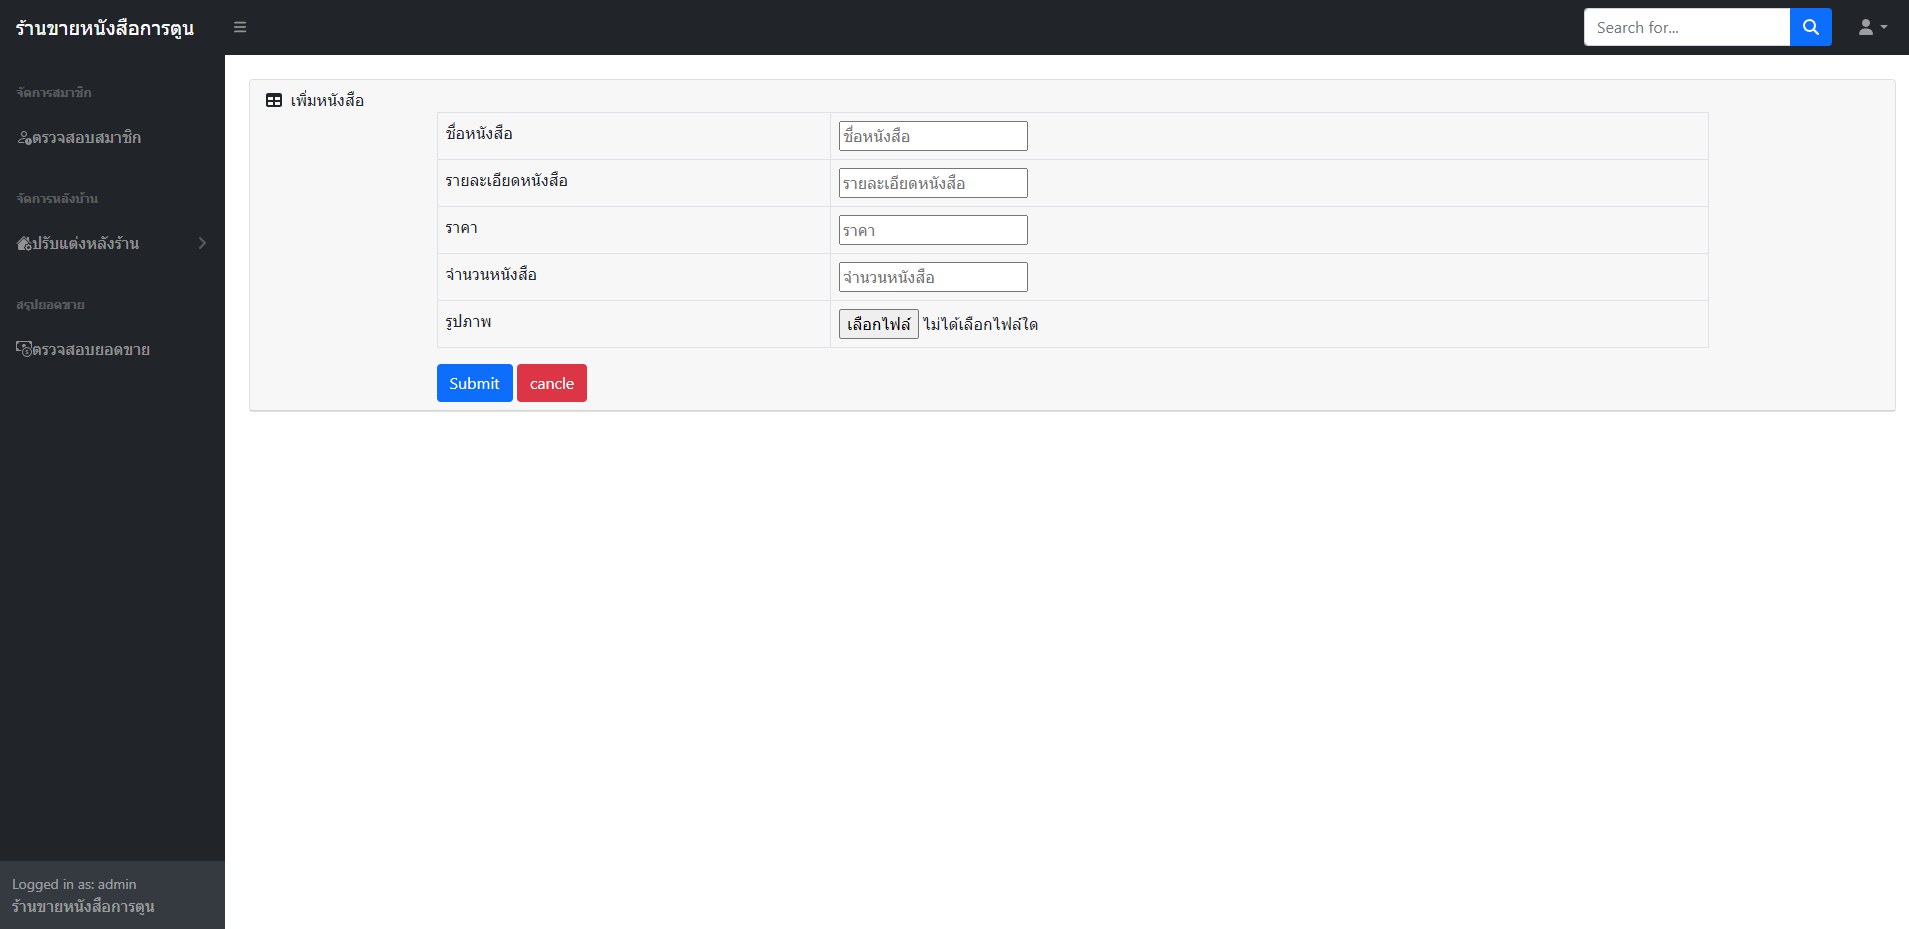 ร้านขายหนังสือการตูน
Search for...
จัดการสมาชิก
ตรวจสอบสมาชิก
จัดการหลังบ้าน
ปรับแต่งหลังร้าน
สรุปยอดขาย
ตรวจสอบยอดขาย
Logged in as: admin
ร้านขายหนังสือการตูน
เพิ่มหนังสือ
ชื่อหนังสือ ชื่อหนังสือ
รายละเอียดหนังสือ รายละเอียดหนังสือ
ราคา ราคา
จำนวนหนังสือ จำนวนหนังสือ
รูปภาพ เลือกไฟล์ ไม่ได้เลือกไฟล์ใด
Submit cancle